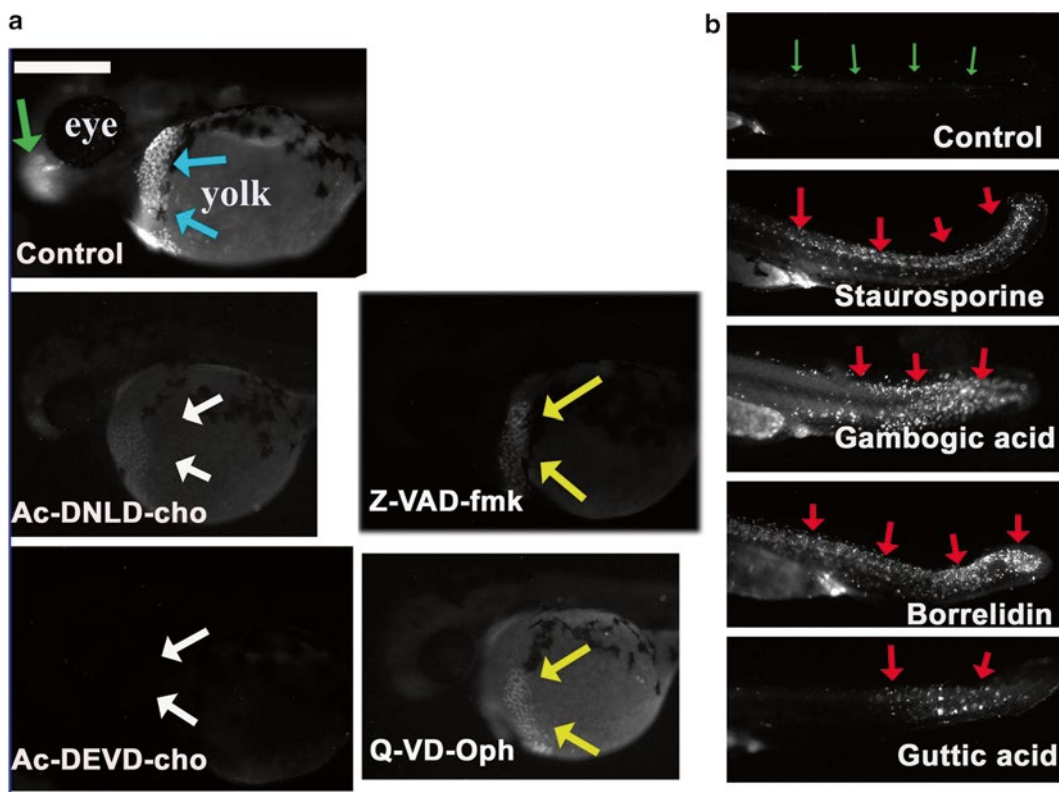 a
eye
yolk
Control
Ac-DNLD-cho
Z-VAD-fmk
Ac-DEVD-cho
Q-VD-Oph
b
Control
Staurosporine
Gambogic acid
Borrelidin
Guttic acid